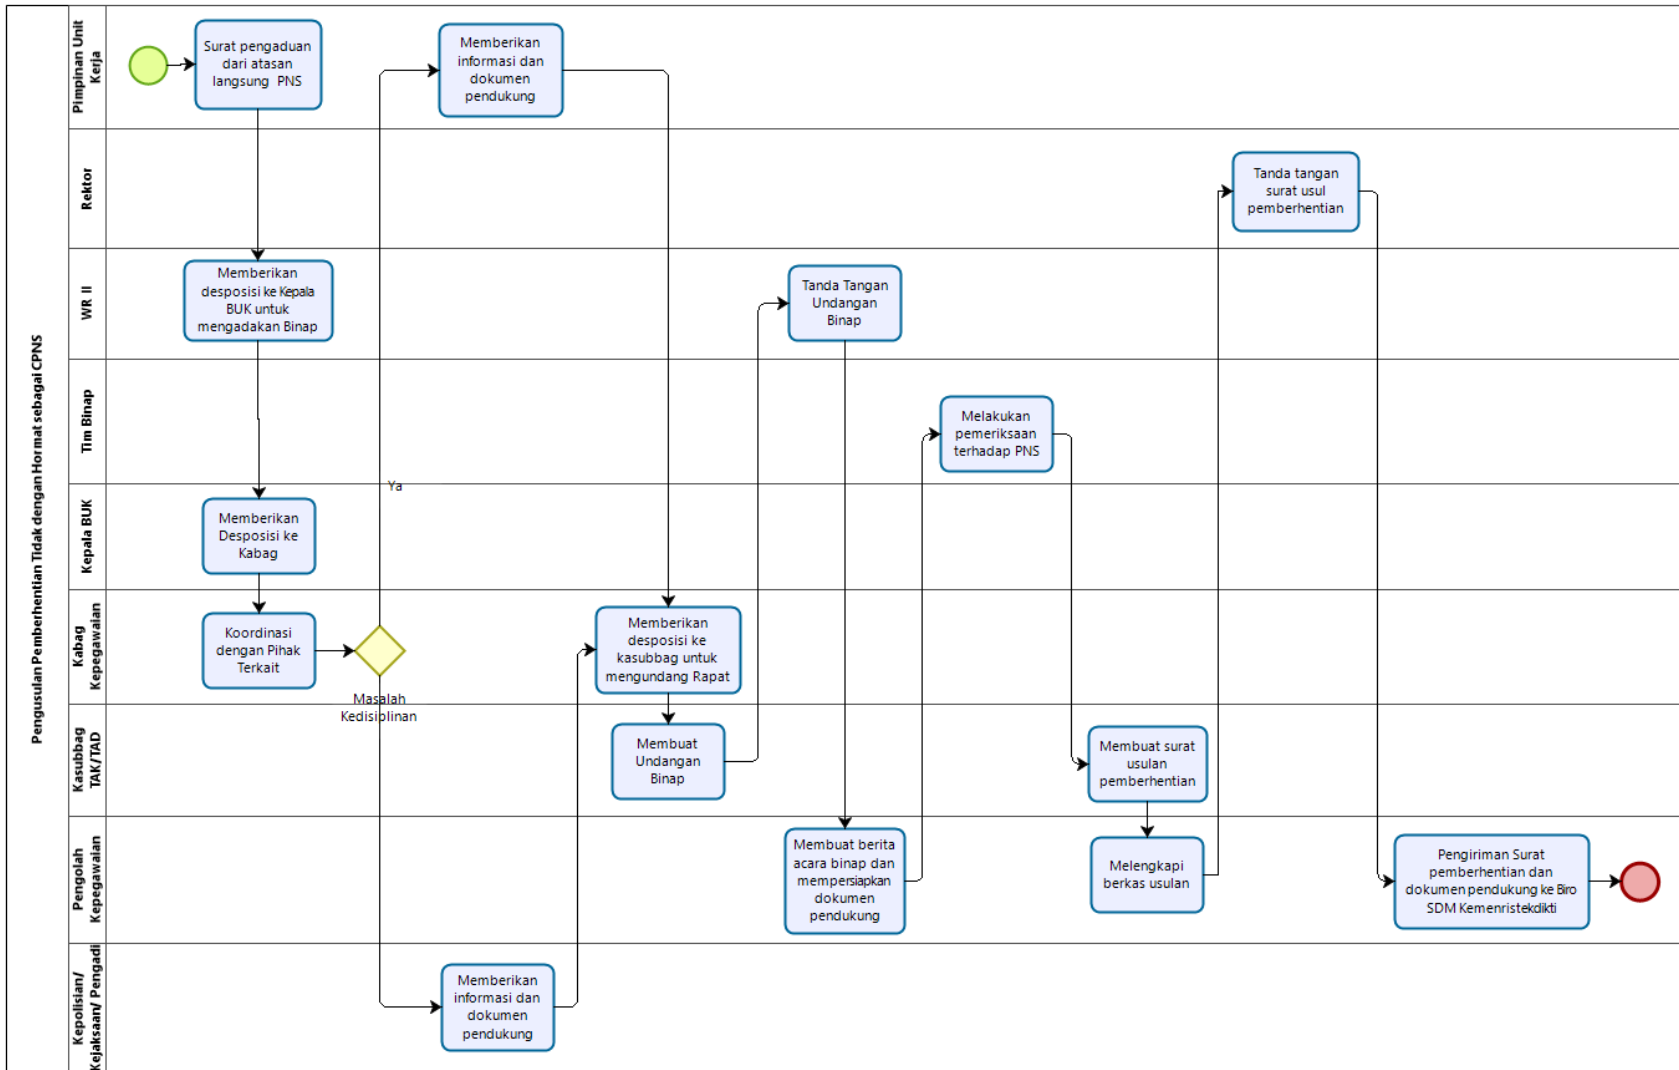 Pengusulan Pemberhentian Tidak dengan Hormat sebagai CPNS
Pimpinan Unit
Kerja
Surat pengaduan
dari atasan
langsung PNS
Memberikan
informasi dan
dokumen
pendukung
Rektor
Tanda tangan
surat usul
pemberhentian
WR II
Memberikan
desposisi ke Kepala
BUK untuk
mengadakan Binap
Tanda Tangan
Undangan
Binap
Tim Binap
Melakukan
pemeriksaan
terhadap PNS
Ya
Kepala BUK
Memberikan
Desposisi ke
Kabag
Kabag
Kepegawaian
Koordinasi
dengan Pihak
Terkait
Masalah
Kedisiplinan
Memberikan
desposisi ke
kasubbag untuk
mengundang Rapat
Kasubbag
TAK/TAD
Membuat
Undangan
Binap
Membuat surat
usulan
pemberhentian
Pengolah
Kepegawaian
Membuat berita
acara binap dan
mempersiapkan
dokumen
pendukung
Melengkapi
berkas usulan
Pengiriman Surat
pemberhentian dan
dokumen pendukung ke Biro
SDM Kemenristekdikti
Kepolisian/
Kejaksaan/ Pengadi
Memberikan
informasi dan
dokumen
pendukung